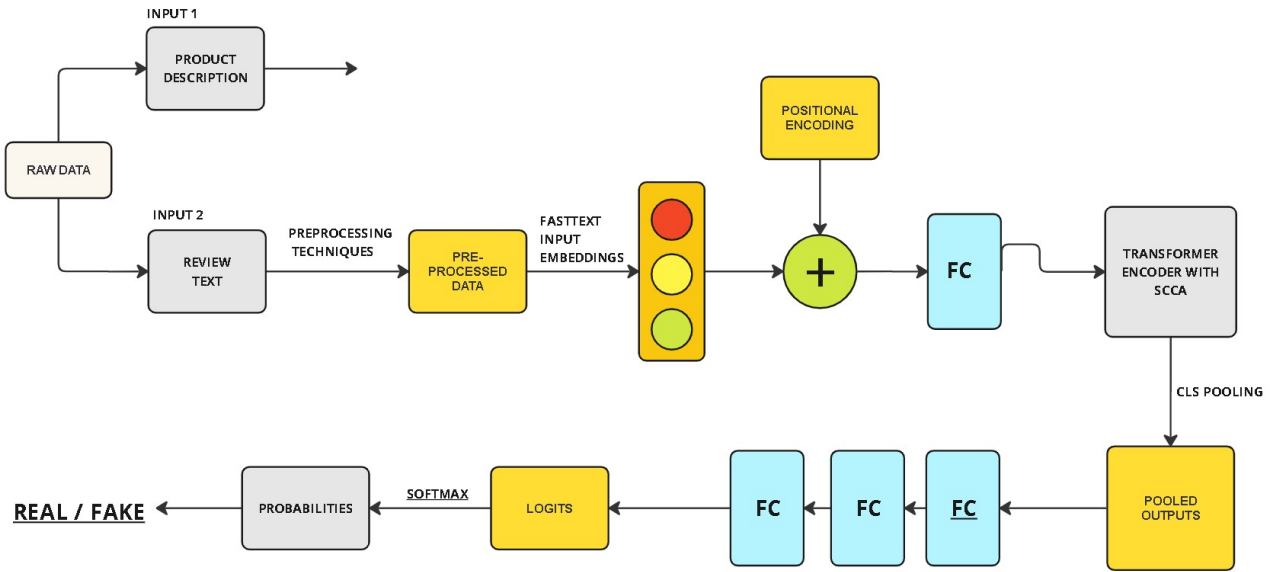 INPUT 1
PRODUCT
DESCRIPTION
RAW DATA
INPUT 2
REVIEW
TEXT
PREPROCESSING
TECHNIQUES
PRE-
PROCESSED
DATA
FASTTEXT
INPUT
EMBEDDINGS
POSITIONAL
ENCODING
+
FC
TRANSFORMER
ENCODER WITH
SCCA
CLS POOLING
POOLED
OUTPUTS
FC
FC
FC
LOGITS
SOFTMAX
PROBABILITIES
REAL / FAKE